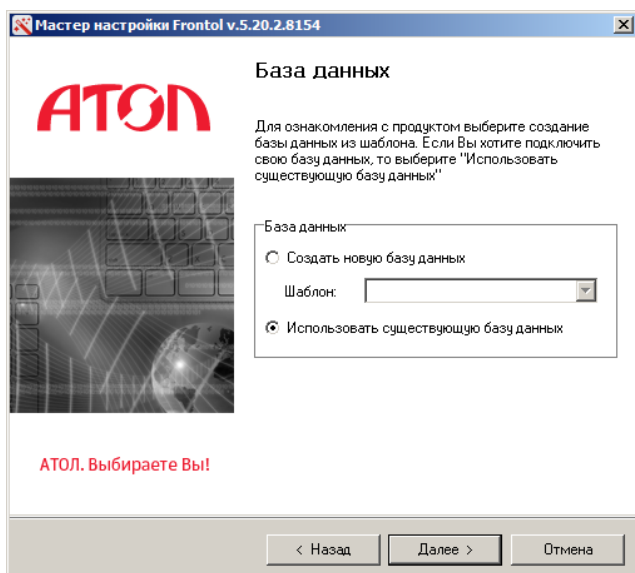 Мастер настройки Frontol v.5.20.2.8154
АТОЛ
База данных
Для ознакомления с продуктом выберите создание
базы данных из шаблона. Если Вы хотите подключить
свою базу данных, то выберите "Использовать
существующую базу данных"
База данных
Создать новую базу данных
Шаблон:
Использовать существующую базу данных
АТОЛ. Выбираете Вы!
< Назад
Далее >
Отмена